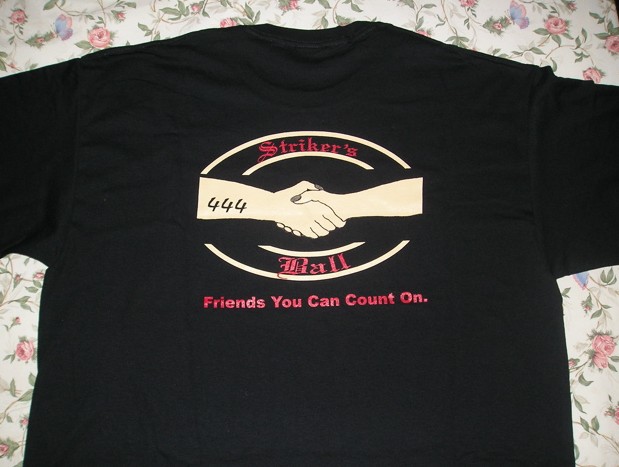 Striker's
444
Ball
Friends You Can Count On.